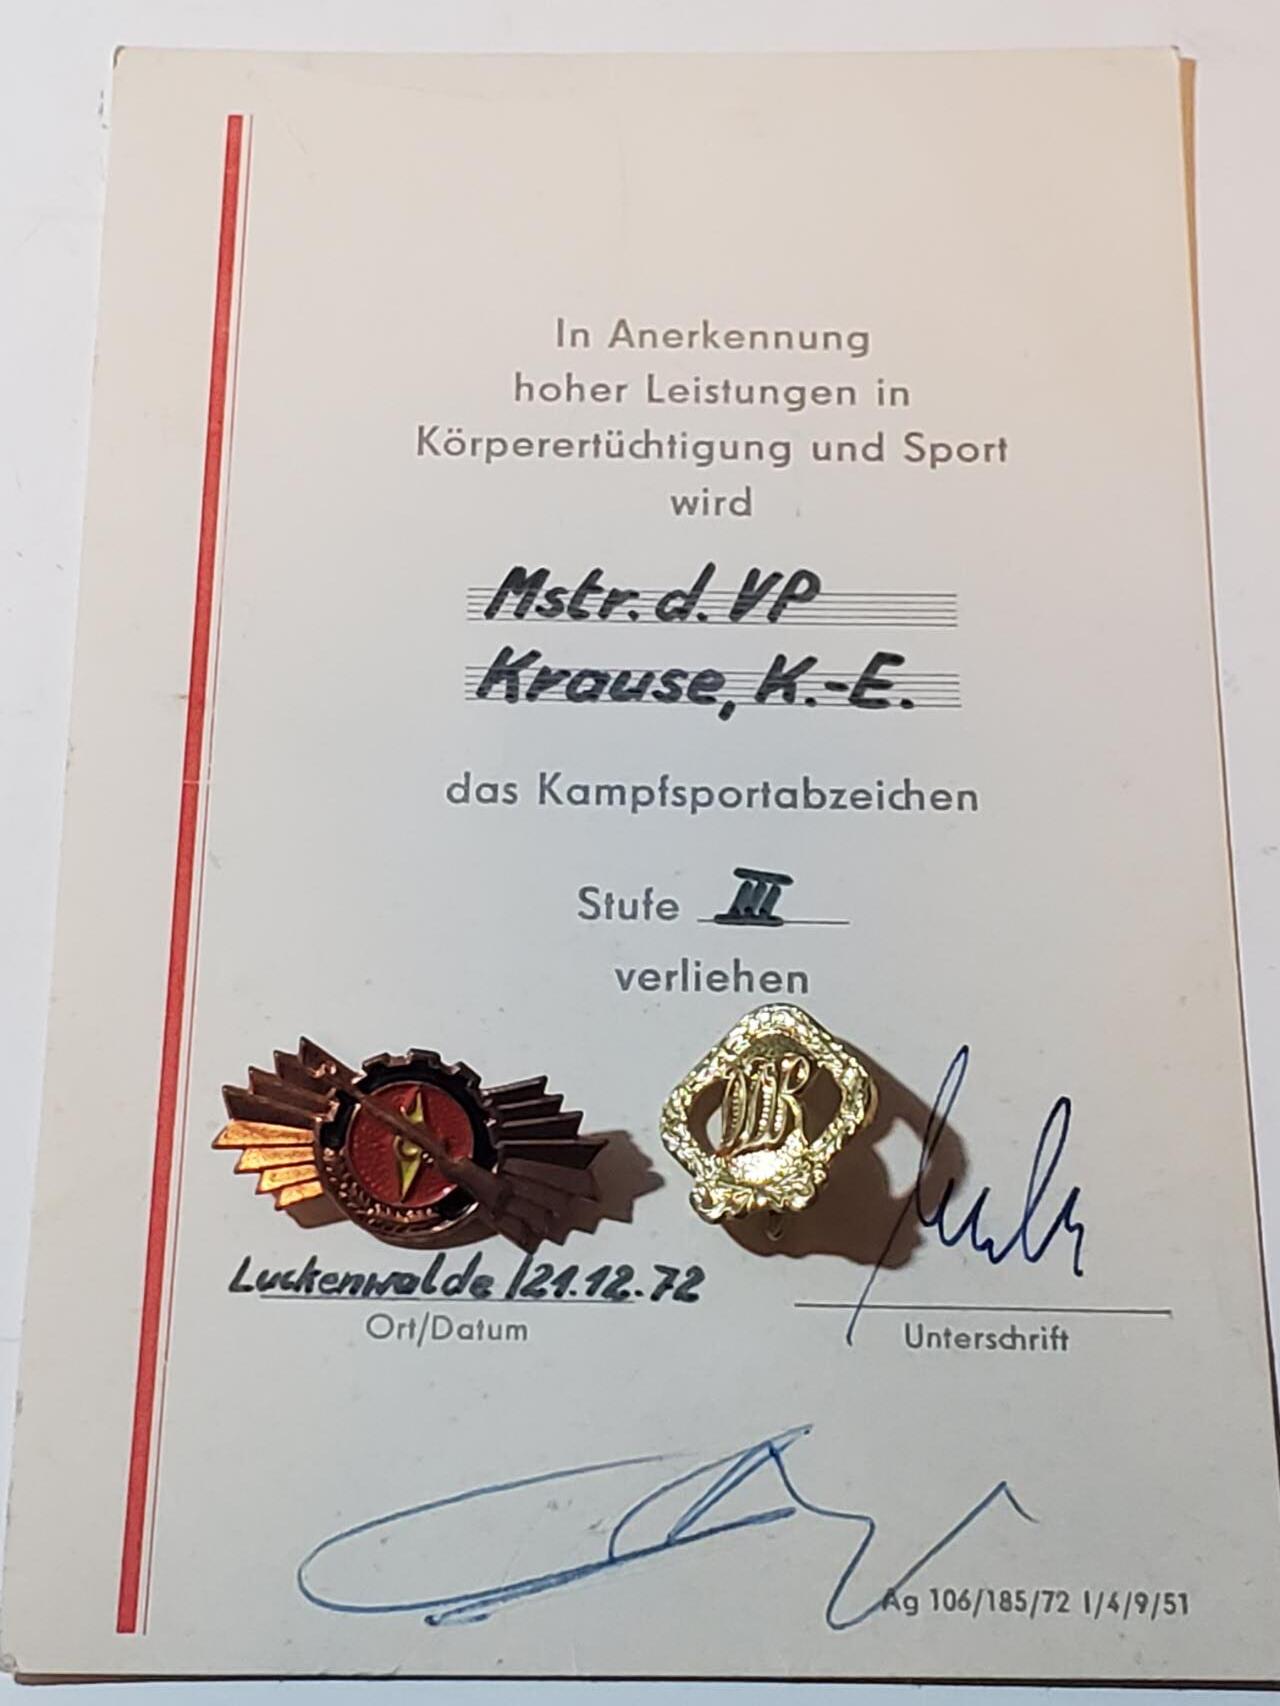 In Anerkennung
hoher Leistungen in
Körperertüchtigung und Sport
wird
Mstr. d. VP
Krause, K.-E.
das Kampfsportabzeichen
Stufe III
verliehen
Luckenwalde /21.12.72
Ort/Datum
Unterschrift
Ag 106/185/72 I/4/9/51